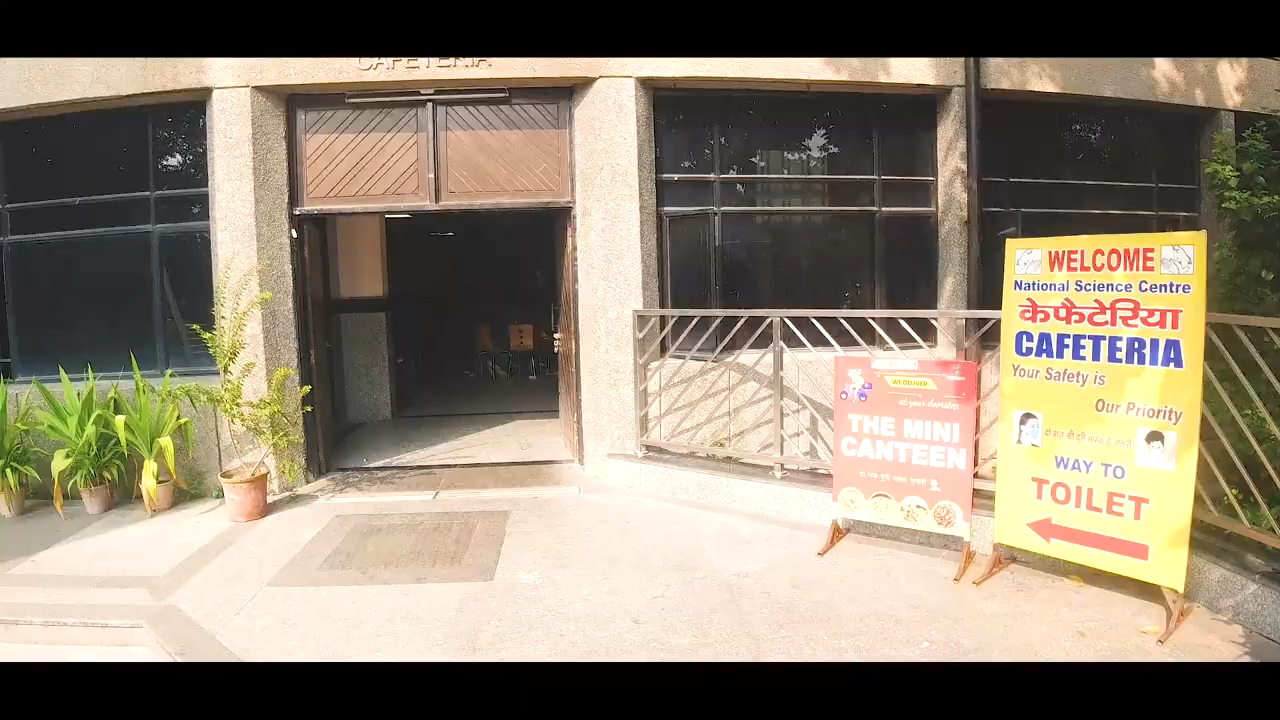 CAFETERIA
WE DELIVER
at your doorstep
THE MINI
CANTEEN
WELCOME
National Science Centre
केफेटेरिया
CAFETERIA
Your Safety is
Our Priority
WAY TO
TOILET